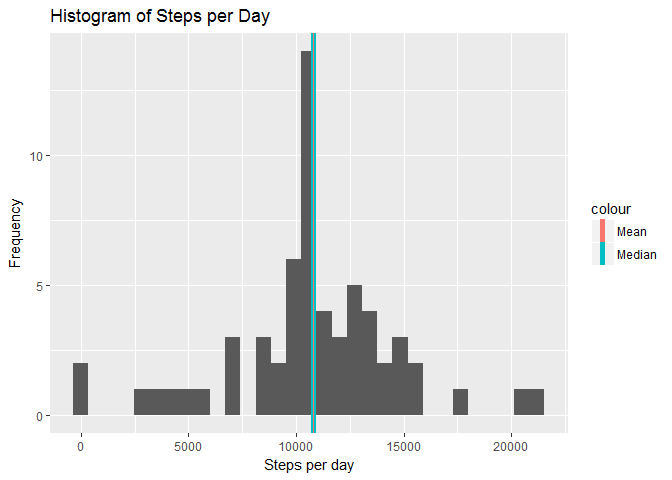 Histogram of Steps per Day
Frequency
10
5
0
0 5000 10000 15000 20000
Steps per day
colour
Mean
Median